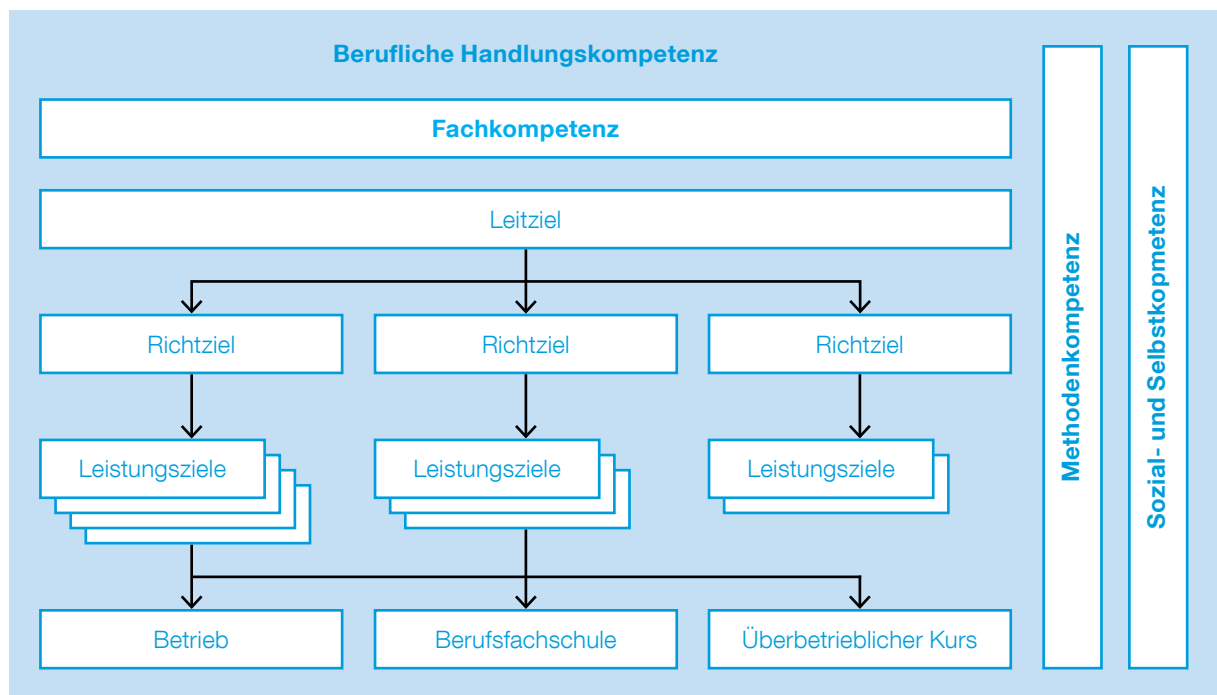 Berufliche Handlungskompetenz
Fachkompetenz
Leitziel
Richtziel
Richtziel
Richtziel
Leistungsziele
Leistungsziele
Leistungsziele
Betrieb
Berufsfachschule
Überbetrieblicher Kurs
Methodenkompetenz
Sozial- und Selbstkopmetenz